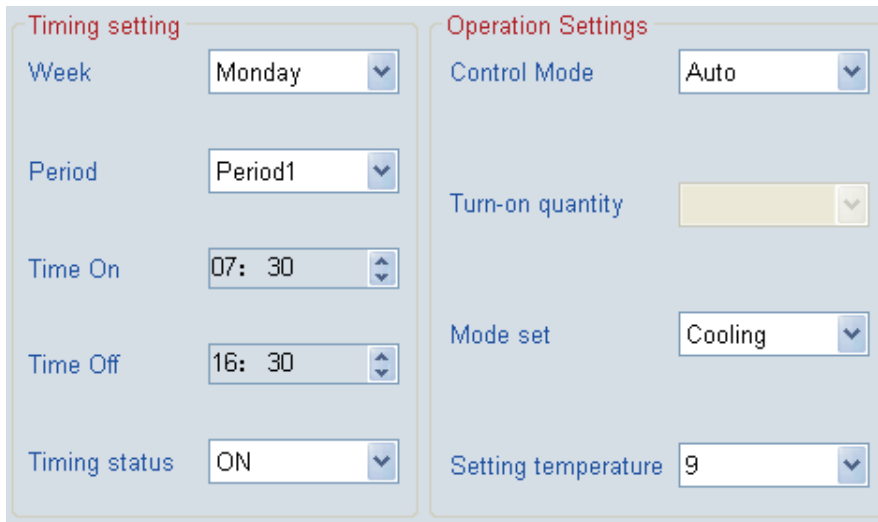 Timing setting
Week Monday
Period Period1
Time On 07: 30
Time Off 16: 30
Timing status ON
Operation Settings
Control Mode Auto
Turn-on quantity
Mode set Cooling
Setting temperature 9